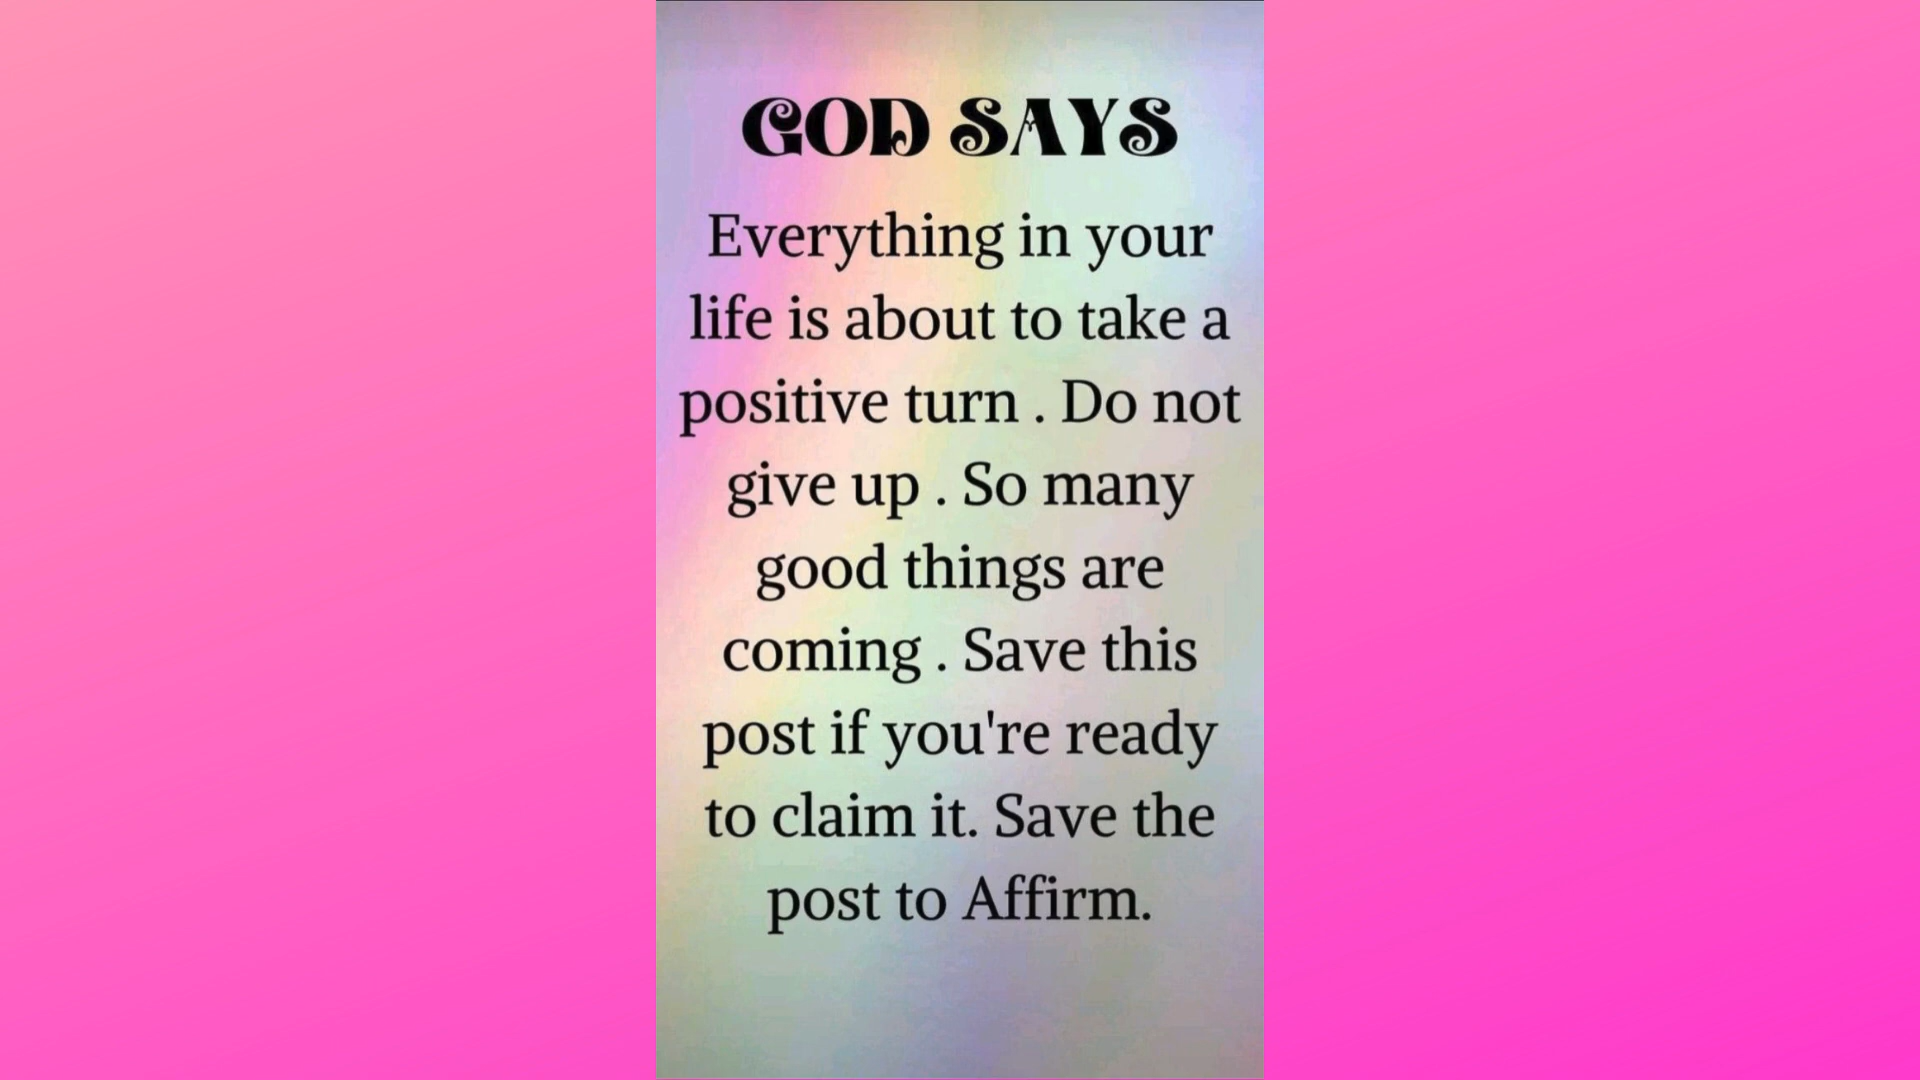 GOD SAYS
Everything in your
life is about to take a
positive turn . Do not
give up . So many
good things are
coming . Save this
post if you're ready
to claim it. Save the
post to Affirm.